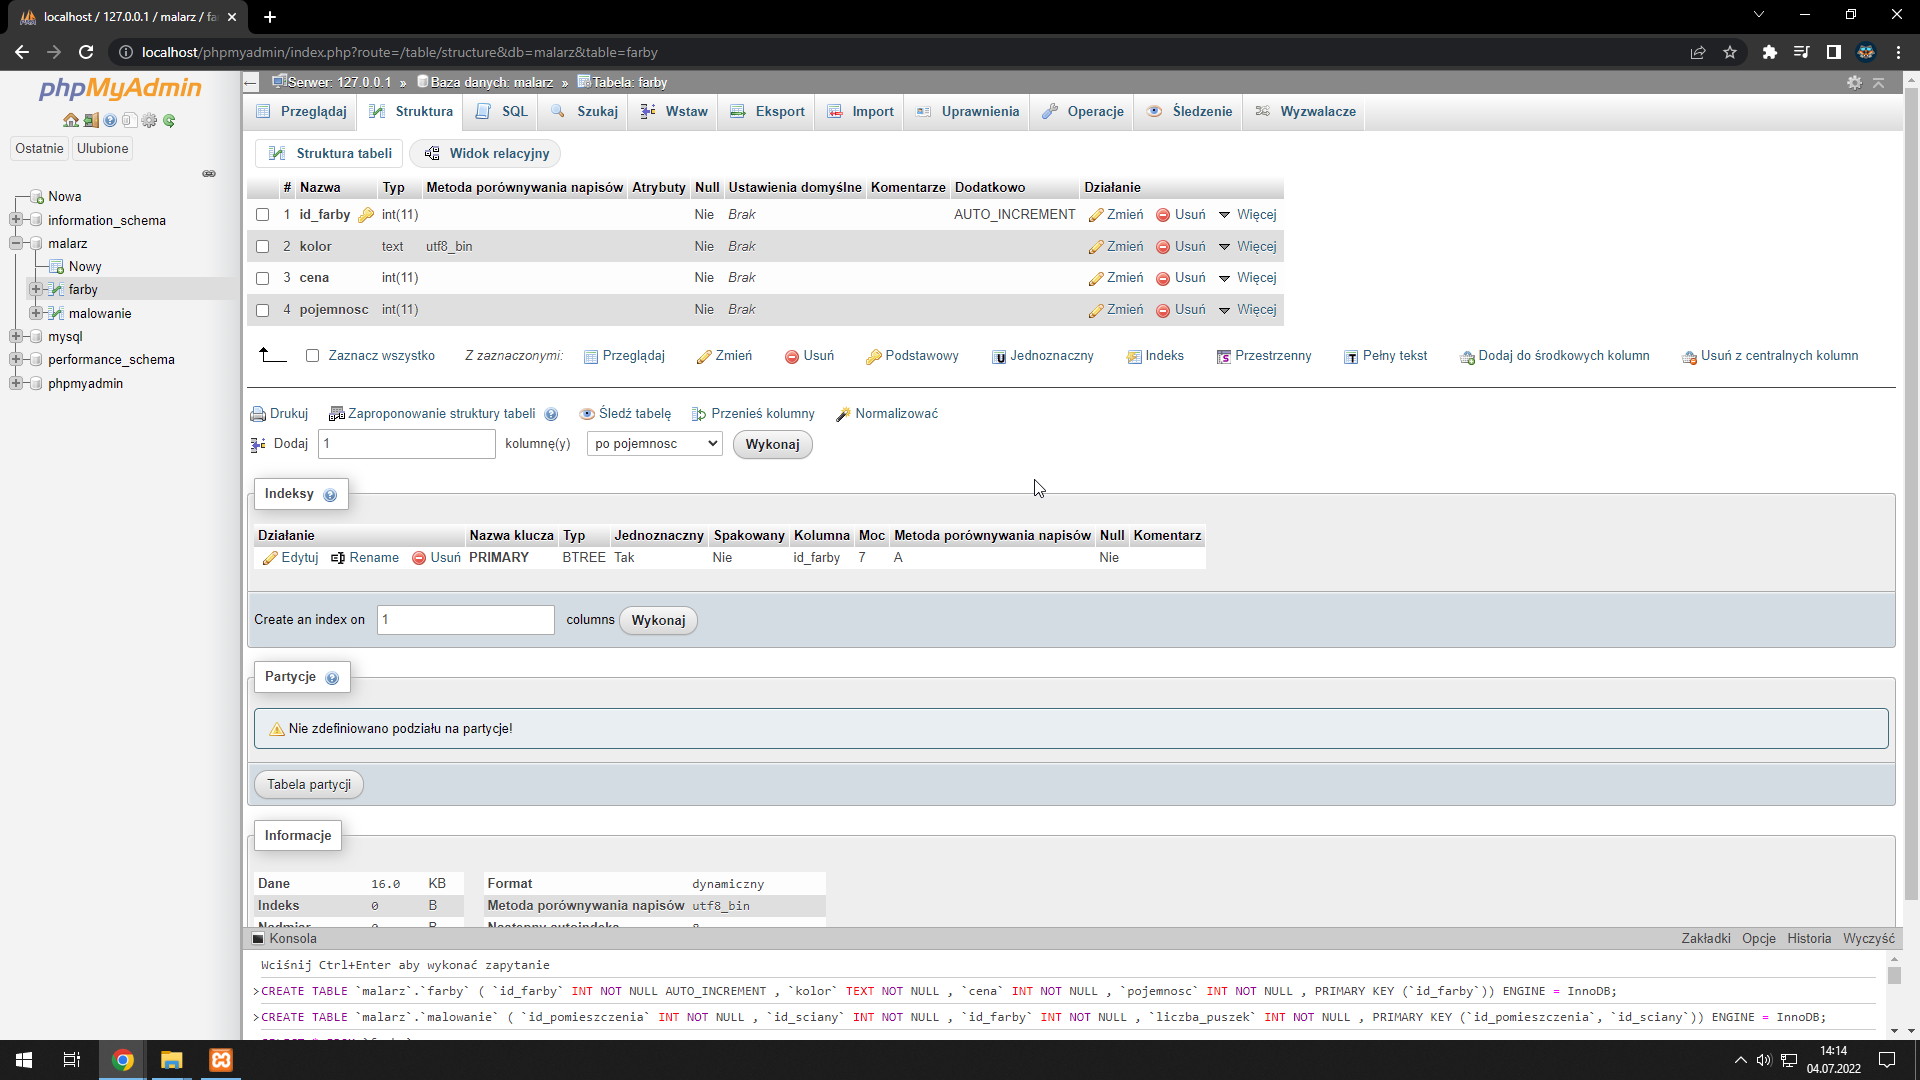 localhost / 127.0.0.1 / malarz / fa
localhost/phpmyadmin/index.php?route=/table/structure&db=malarz&table=farby
phpMyAdmin
Ostatnie Ulubione
Nowa
information_schema
malarz
Nowy
farby
malowanie
mysql
performance_schema
phpmyadmin
Serwer: 127.0.0.1 » Baza danych: malarz » Tabela: farby
Przeglądaj Struktura SQL Szukaj Wstaw Eksport Import Uprawnienia Operacje Śledzenie Wyzwalacze
Struktura tabeli Widok relacyjny
# Nazwa Typ Metoda porównywania napisów Atrybuty Null Ustawienia domyślne Komentarze Dodatkowo Działanie
1 id_farby int(11) Nie Brak AUTO_INCREMENT Zmień Usuń Więcej
2 kolor text utf8_bin Nie Brak Zmień Usuń Więcej
3 cena int(11) Nie Brak Zmień Usuń Więcej
4 pojemnosc int(11) Nie Brak Zmień Usuń Więcej
Zaznacz wszystko Z zaznaczonymi: Przeglądaj Zmień Usuń Podstawowy Jednoznaczny Indeks Przestrzenny Pełny tekst Dodaj do środkowych kolumn Usuń z centralnych kolumn
Drukuj Zaproponowanie struktury tabeli Śledź tabelę Przenieś kolumny Normalizować
Dodaj 1 kolumnę(y) po pojemnosc Wykonaj
Indeksy
Działanie Nazwa klucza Typ Jednoznaczny Spakowany Kolumna Moc Metoda porównywania napisów Null Komentarz
Edytuj Rename Usuń PRIMARY BTREE Tak Nie id_farby 7 A Nie
Create an index on 1 columns Wykonaj
Partycje
Nie zdefiniowano podziału na partycje!
Tabela partycji
Informacje
Dane 16.0 KB Format dynamiczny
Indeks 0 B Metoda porównywania napisów utf8_bin
Nadmiar 0 B Następny autoindeks 8
Konsola Zakładki Opcje Historia Wyczyść
Wciśnij Ctrl+Enter aby wykonać zapytanie
>CREATE TABLE `malarz`.`farby` ( `id_farby` INT NOT NULL AUTO_INCREMENT , `kolor` TEXT NOT NULL , `cena` INT NOT NULL , `pojemnosc` INT NOT NULL , PRIMARY KEY (`id_farby`)) ENGINE = InnoDB;
>CREATE TABLE `malarz`.`malowanie` ( `id_pomieszczenia` INT NOT NULL , `id_sciany` INT NOT NULL , `id_farby` INT NOT NULL , `liczba_puszek` INT NOT NULL , PRIMARY KEY (`id_pomieszczenia`, `id_sciany`)) ENGINE = InnoDB;
14:14
04.07.2022